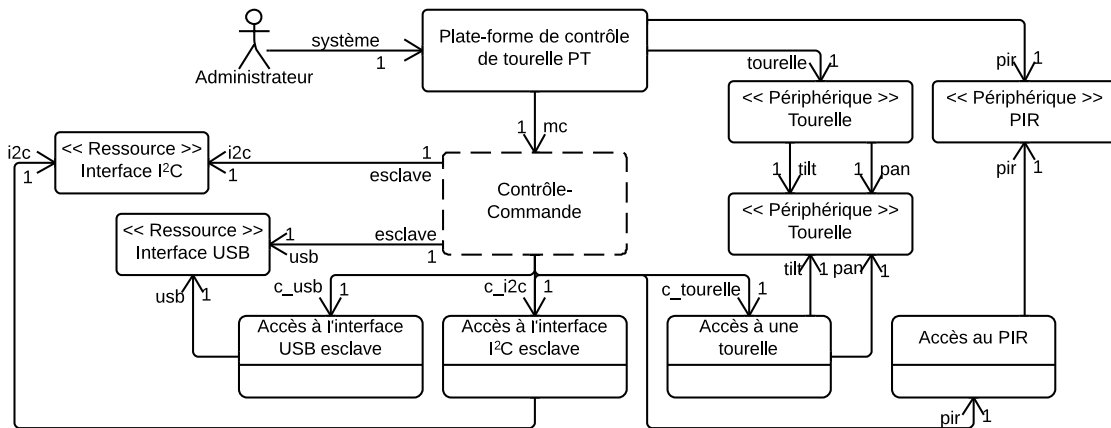 système
1
Administrateur
Plate-forme de contrôle
de tourelle PT
tourelle
1
pir
1
<< Périphérique >>
Tourelle
<< Périphérique >>
PIR
1
mc
i2c
1
<< Ressource >>
Interface I²C
i2c
1
1
esclave
Contrôle-
Commande
1
tilt
1
pan
pir
1
<< Périphérique >>
Tourelle
<< Ressource >>
Interface USB
1
usb
esclave
1
tilt
1
pan
1
usb
1
c_usb
1
c_i2c
1
c_tourelle
1
Accès à l'interface
USB esclave
Accès à l'interface
I²C esclave
Accès à une
tourelle
Accès au PIR
pir
1